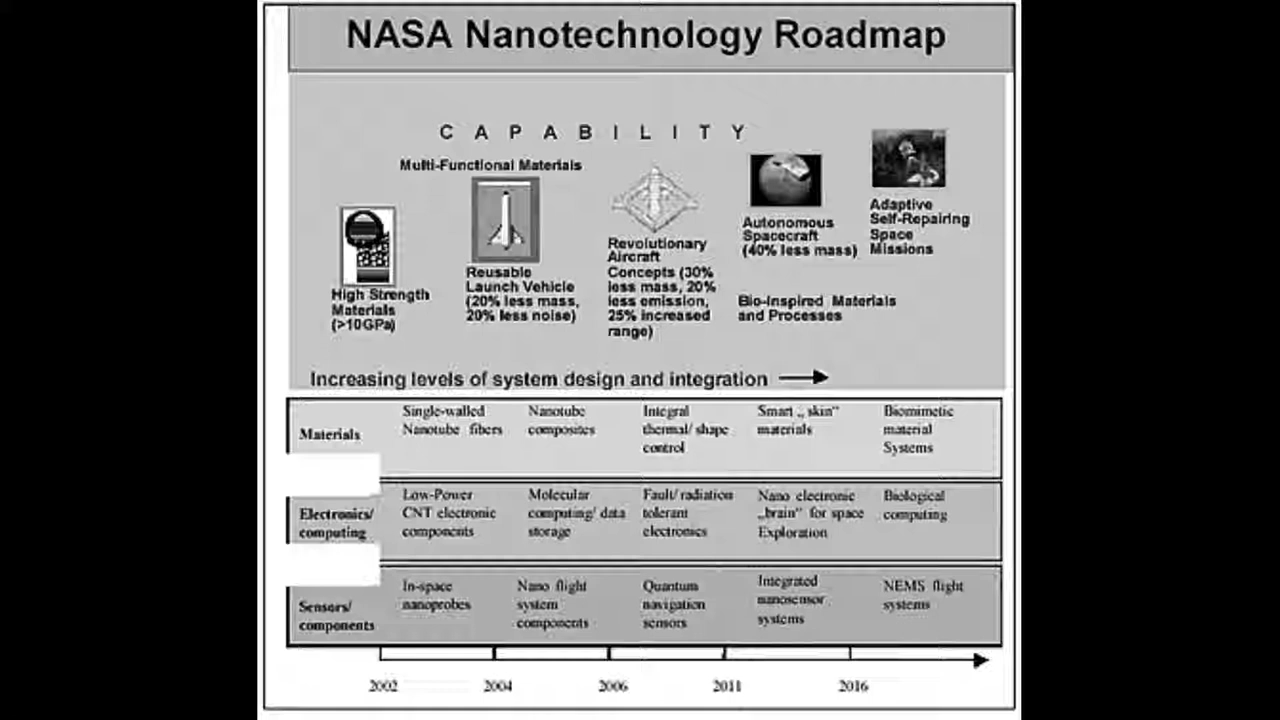 NASA Nanotechnology Roadmap
C A P A B I L I T Y
Multi-Functional Materials
High Strength
Materials
(>10GPa)
Reusable
Launch Vehicle
(20% less mass,
20% less noise)
Revolutionary
Aircraft
Concepts (30%
less mass, 20%
less emission,
25% increased
range)
Autonomous
Spacecraft
(40% less mass)
Adaptive
Self-Repairing
Space
Missions
Bio-Inspired Materials
and Processes
Increasing levels of system design and integration
Materials
Single-walled
Nanotube fibers
Nanotube
composites
Integral
thermal/ shape
control
Smart „ skin“
materials
Biomimetic
material
Systems
Electronics/
computing
Low-Power
CNT electronic
components
Molecular
computing/ data
storage
Fault/ radiation
tolerant
electronics
Nano electronic
„brain“ for space
Exploration
Biological
computing
Sensors/
components
In-space
nanoprobes
Nano flight
system
components
Quantum
navigation
sensors
Integrated
nanosensor
systems
NEMS flight
systems
2002 2004 2006 2011 2016